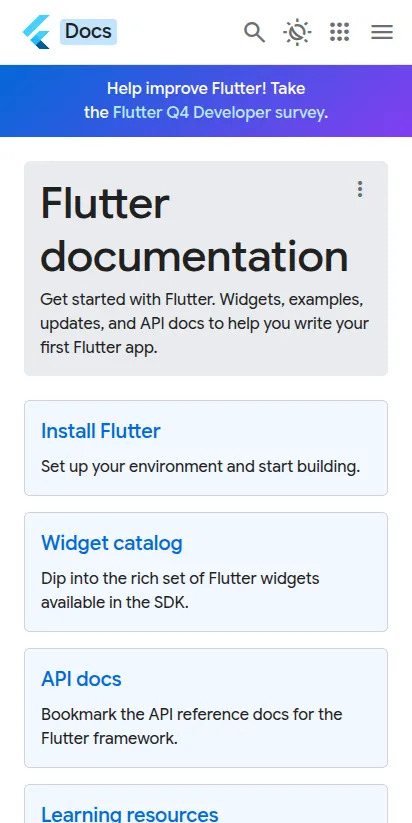 Docs
Help improve Flutter! Take
the Flutter Q4 Developer survey.
Flutter
documentation
Get started with Flutter. Widgets, examples,
updates, and API docs to help you write your
first Flutter app.
Install Flutter
Set up your environment and start building.
Widget catalog
Dip into the rich set of Flutter widgets
available in the SDK.
API docs
Bookmark the API reference docs for the
Flutter framework.
Learning resources